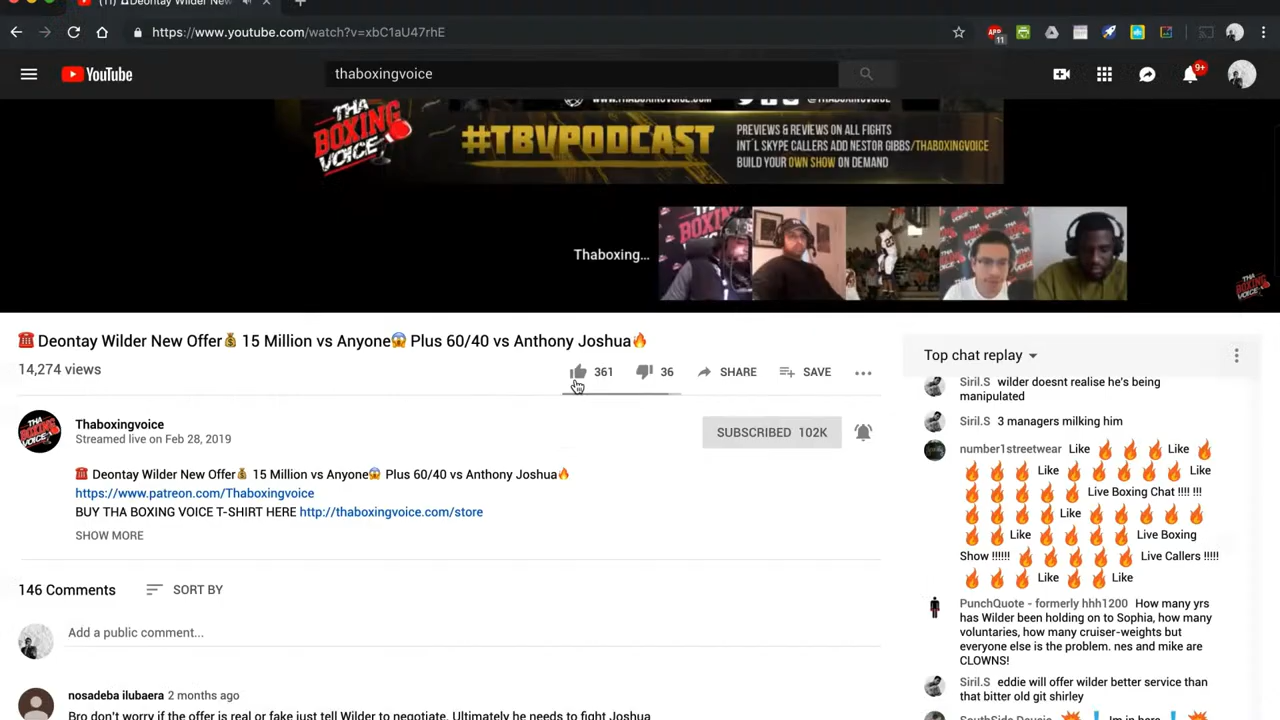 (11) Deontay Wilder New
https://www.youtube.com/watch?v=xbC1aU47rhE
ABP
11
YouTube
thaboxingvoice
9+
THA
BOXING
VOICE
WWW.THABOXINGVOICE.COM
@THABOXINGVOICE
#TBVPODCAST
PREVIEWS & REVIEWS ON ALL FIGHTS
INT´L SKYPE CALLERS ADD NESTOR GIBBS/THABOXINGVOICE
BUILD YOUR OWN SHOW ON DEMAND
Thaboxing...
THA
BOXING
VOICE
☎️Deontay Wilder New Offer💰 15 Million vs Anyone😱 Plus 60/40 vs Anthony Joshua🔥
14,274 views
361 36 SHARE SAVE
Thaboxingvoice
Streamed live on Feb 28, 2019
SUBSCRIBED 102K
☎️ Deontay Wilder New Offer💰 15 Million vs Anyone😱 Plus 60/40 vs Anthony Joshua🔥
https://www.patreon.com/Thaboxingvoice
BUY THA BOXING VOICE T-SHIRT HERE http://thaboxingvoice.com/store
SHOW MORE
146 Comments SORT BY
Add a public comment...
nosadeba ilubaera 2 months ago
Bro don't worry if the offer is real or fake just tell Wilder to negotiate. Ultimately he needs to fight Joshua
Top chat replay
Siril.S wilder doesnt realise he's being
manipulated
Siril.S 3 managers milking him
number1streetwear Like 🔥 🔥 🔥 Like 🔥
🔥 🔥 🔥 🔥 Like 🔥 🔥 🔥 🔥 Like
🔥 🔥 🔥 🔥 Live Boxing Chat !!!! !!!
🔥 🔥 🔥 Like 🔥 🔥 🔥 🔥 🔥
🔥 🔥 Like 🔥 🔥 🔥 🔥 Live Boxing
Show !!!!!! 🔥 🔥 🔥 🔥 🔥 Live Callers !!!!!
🔥 🔥 🔥 Like 🔥 🔥 Like
PunchQuote - formerly hhh1200 How many yrs
has Wilder been holding on to Sophia, how many
voluntaries, how many cruiser-weights but
everyone else is the problem. nes and mike are
CLOWNS!
Siril.S eddie will offer wilder better service than
that bitter old git shirley